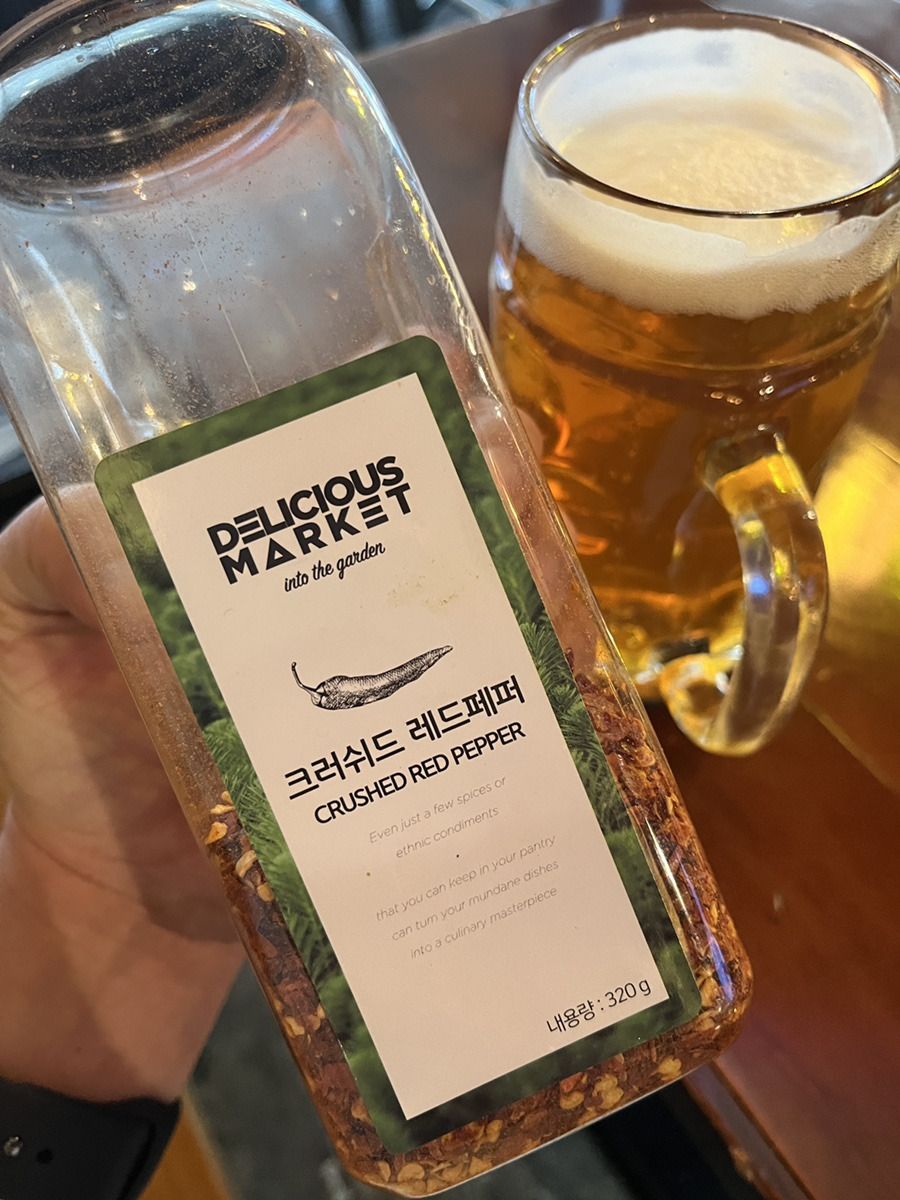 DELICIOUS
MARKET
into the garden
크러쉬드 레드페퍼
CRUSHED RED PEPPER
Even just a few spices or
ethnic condiments
that you can keep in your pantry
can turn your mundane dishes
into a culinary masterpiece
내용량 : 320 g